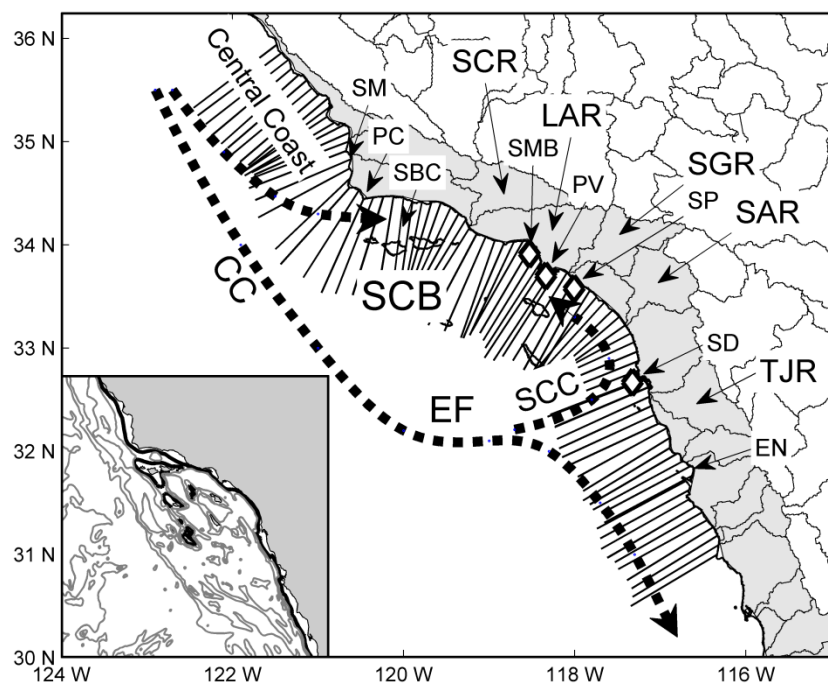 36 N
35 N
34 N
33 N
32 N
31 N
30 N
124 W
122 W
120 W
118 W
116 W
Central Coast
SM
PC
SBC
SCR
LAR
SMB
PV
SGR
SP
SAR
CC
SCB
SCC
SD
TJR
EF
EN